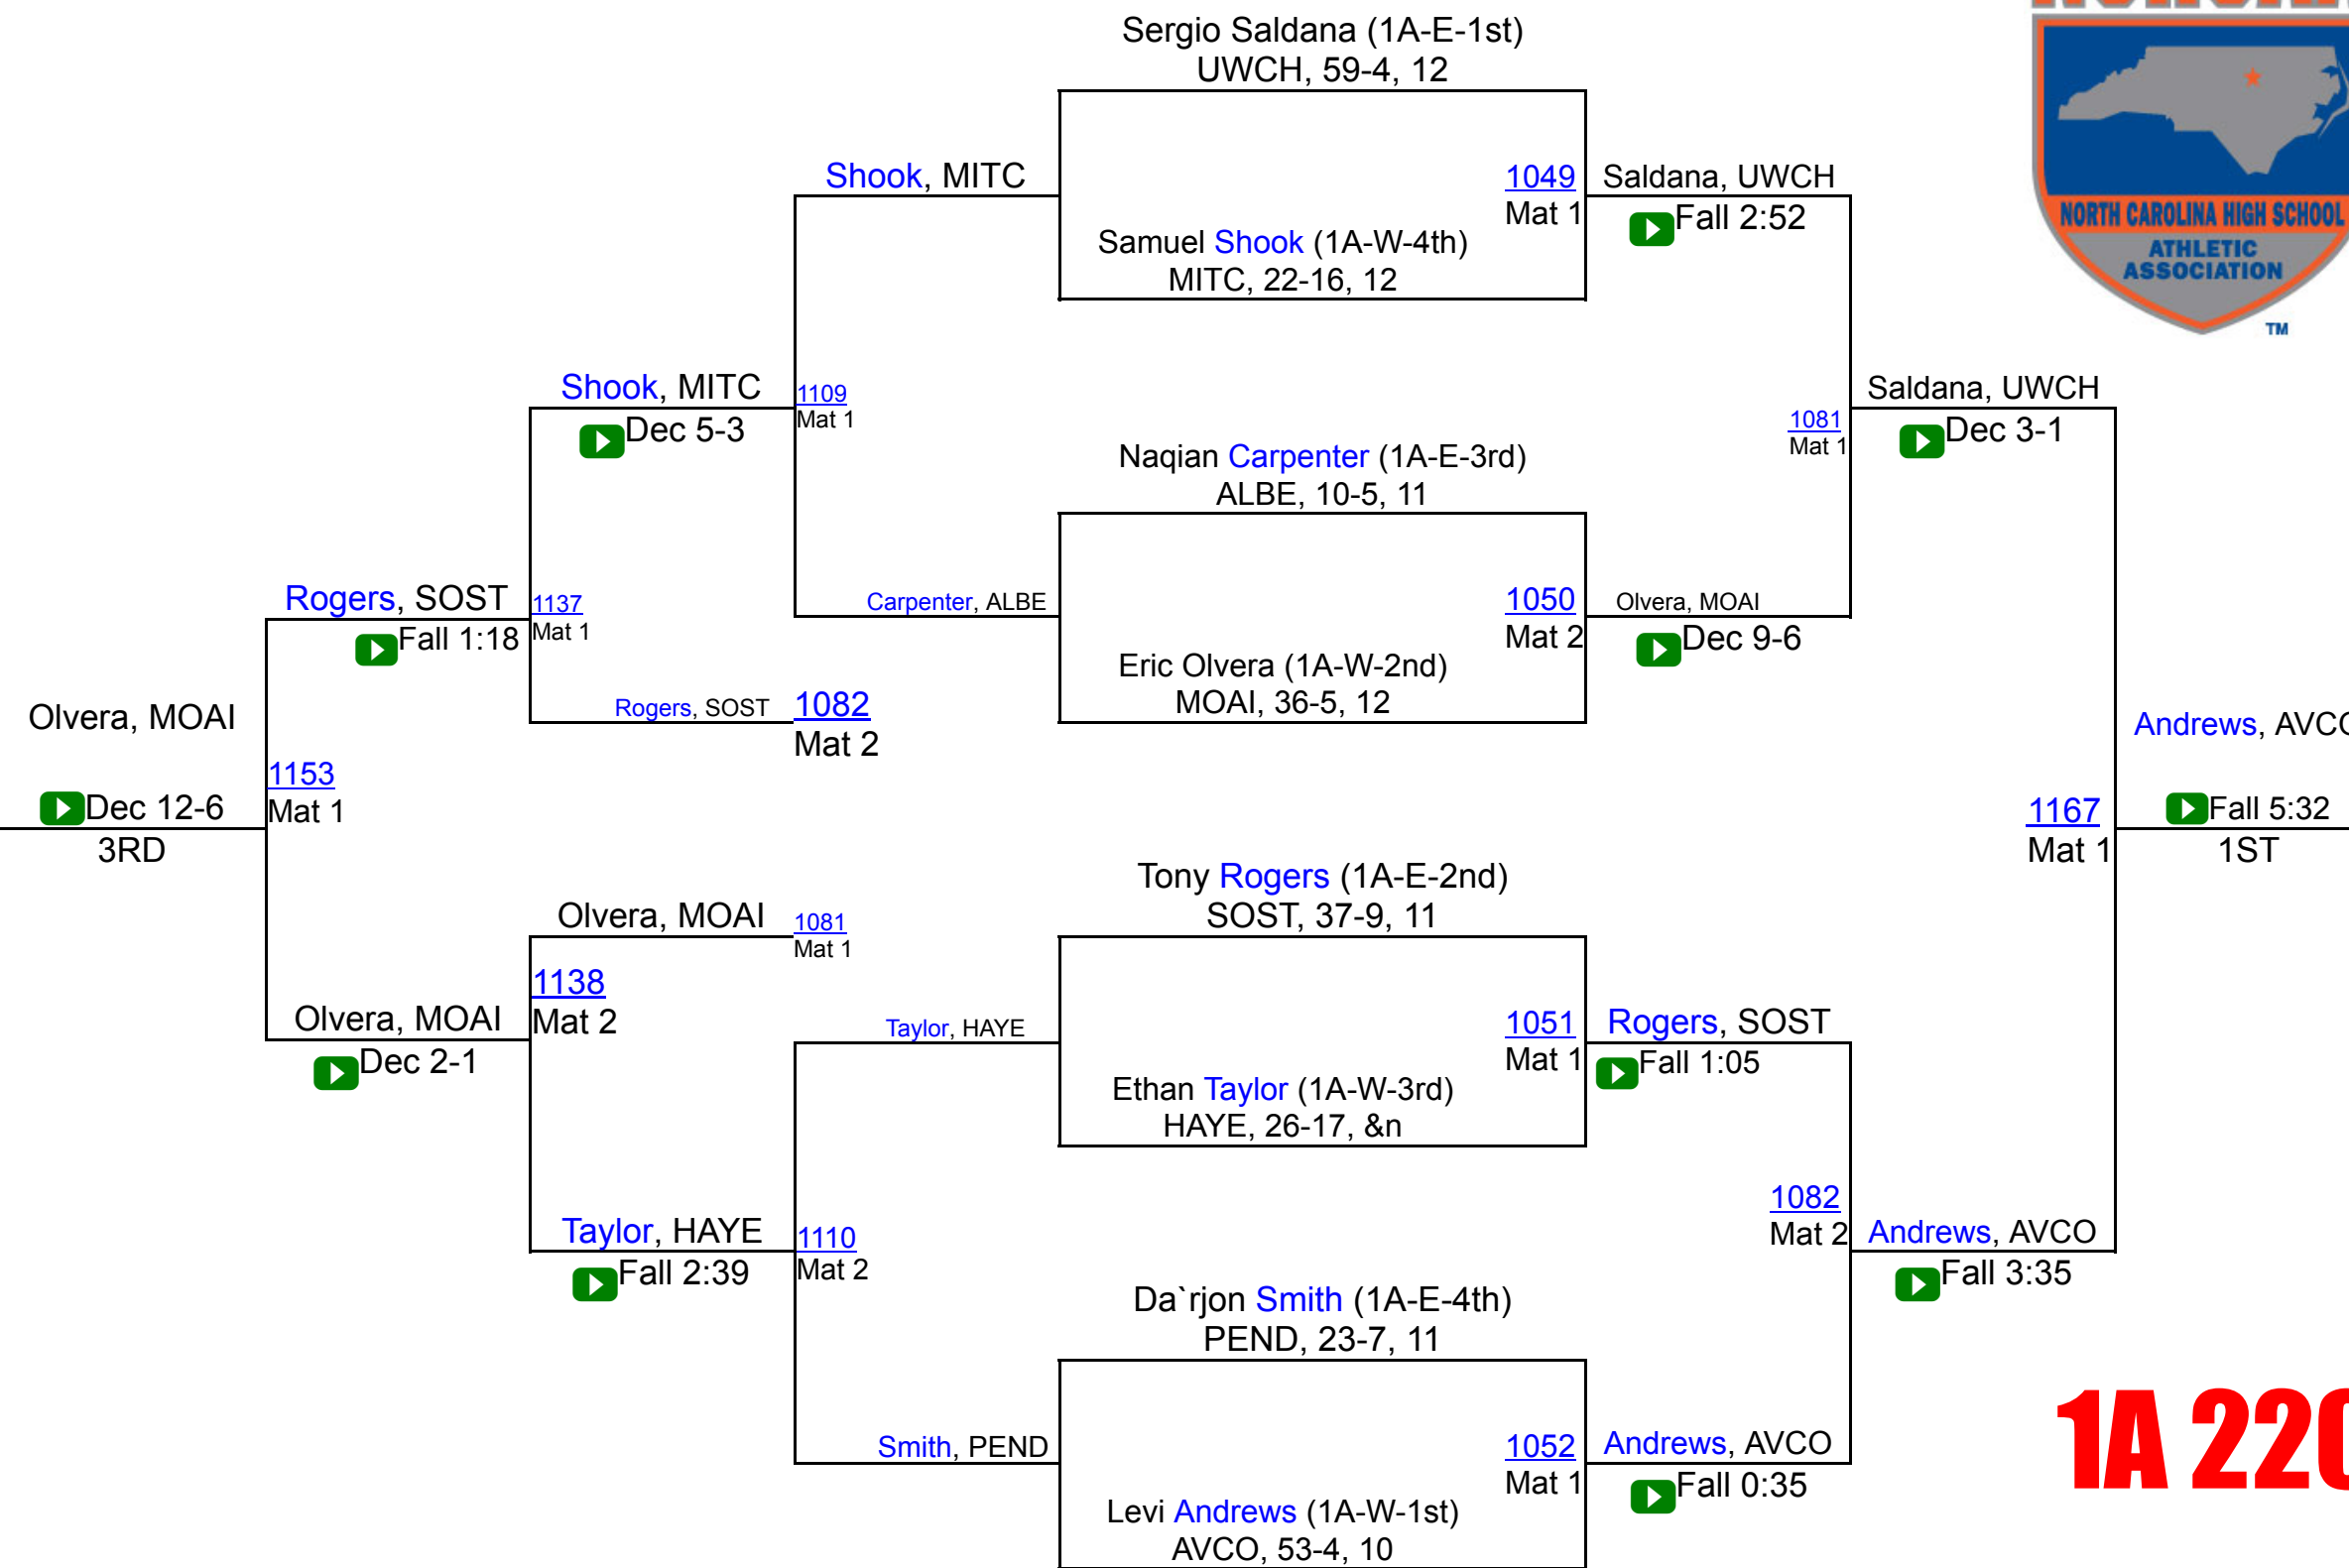 Sergio Saldana (1A-E-1st)
UWCH, 59-4, 12
Shook, MITC
1049
Mat 1
Saldana, UWCH
Fall 2:52
Samuel Shook (1A-W-4th)
MITC, 22-16, 12
NORTH CAROLINA HIGH SCHOOL
ATHLETIC
ASSOCIATION
TM
Shook, MITC
Dec 5-3
1109
Mat 1
Saldana, UWCH
Dec 3-1
1081
Mat 1
Naqian Carpenter (1A-E-3rd)
ALBE, 10-5, 11
Rogers, SOST
Fall 1:18
1137
Mat 1
Carpenter, ALBE
1050
Mat 2
Olvera, MOAI
Dec 9-6
Eric Olvera (1A-W-2nd)
MOAI, 36-5, 12
Rogers, SOST
1082
Mat 2
Olvera, MOAI
Dec 12-6
3RD
1153
Mat 1
Andrews, AVCO
1167
Mat 1
Fall 5:32
1ST
Tony Rogers (1A-E-2nd)
SOST, 37-9, 11
Olvera, MOAI
1081
Mat 1
1138
Mat 2
Olvera, MOAI
Dec 2-1
Taylor, HAYE
1051
Mat 1
Rogers, SOST
Fall 1:05
Ethan Taylor (1A-W-3rd)
HAYE, 26-17, &n
Taylor, HAYE
Fall 2:39
1110
Mat 2
1082
Mat 2
Andrews, AVCO
Fall 3:35
Da`rjon Smith (1A-E-4th)
PEND, 23-7, 11
Smith, PEND
1052
Mat 1
Andrews, AVCO
Fall 0:35
Levi Andrews (1A-W-1st)
AVCO, 53-4, 10
1A 220